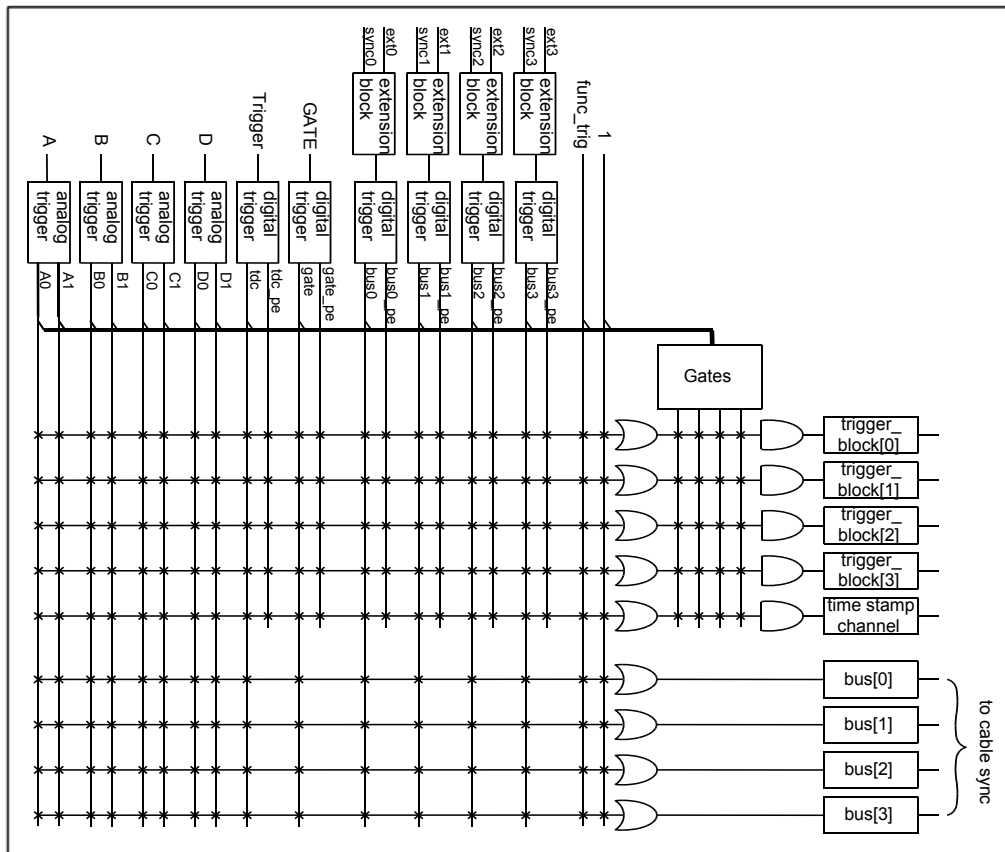 sync0
ext0
sync1
ext1
sync2
ext2
sync3
ext3
extension
block
extension
block
extension
block
extension
block
func_trig
1
A
B
C
D
Trigger
GATE
analog
trigger
analog
trigger
analog
trigger
analog
trigger
digital
trigger
digital
trigger
digital
trigger
digital
trigger
digital
trigger
digital
trigger
A0
A1
B0
B1
C0
C1
D0
D1
tdc
tdc_pe
gate
gate_pe
bus0
bus0_pe
bus1
bus1_pe
bus2
bus2_pe
bus3
bus3_pe
Gates
trigger_
block[0]
trigger_
block[1]
trigger_
block[2]
trigger_
block[3]
time stamp
channel
bus[0]
bus[1]
bus[2]
bus[3]
to cable sync